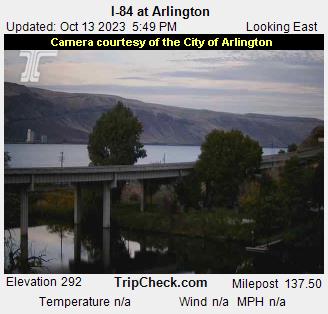 I-84 at Arlington
Updated: Oct 13 2023 5:49 PM Looking East
Camera courtesy of the City of Arlington
Elevation 292 TripCheck.com Milepost 137.50
Temperature n/a Wind n/a MPH n/a